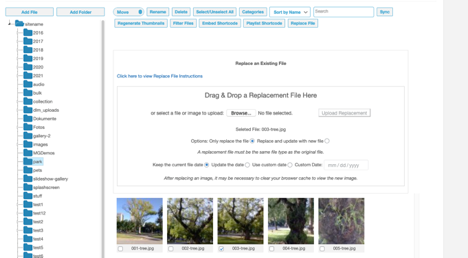 Add File
Add Folder
Move
Rename
Delete
Select/Unselect All
Categories
Sort by Name
Search
Sync
Regenerate Thumbnails
Filter Files
Embed Shortcode
Playlist Shortcode
Replace File
sitename
2016
2017
2018
2019
2020
2021
audio
bulk
collection
dlm_uploads
Dokumente
Fotos
gallery-2
images
MGDemos
park
pets
slideshow-gallery
splashscreen
stuff
test1
test12
test2
test3
test4
test5
test6
Replace an Existing File
Click here to view Replace File Instructions
Drag & Drop a Replacement File Here
or select a file or image to upload: Browse... No file selected. Upload Replacement
Selected File: 003-tree.jpg
Options: Only replace the file Replace and update with new file
A replacement file must be the same file type as the original file.
Keep the current file date Update the date Use custom date Custom Date: mm / dd / yyyy
After replacing an image, it may be necessary to clear your browser cache to view the new image.
001-tree.jpg
002-tree.jpg
003-tree.jpg
004-tree.jpg
005-tree.jpg